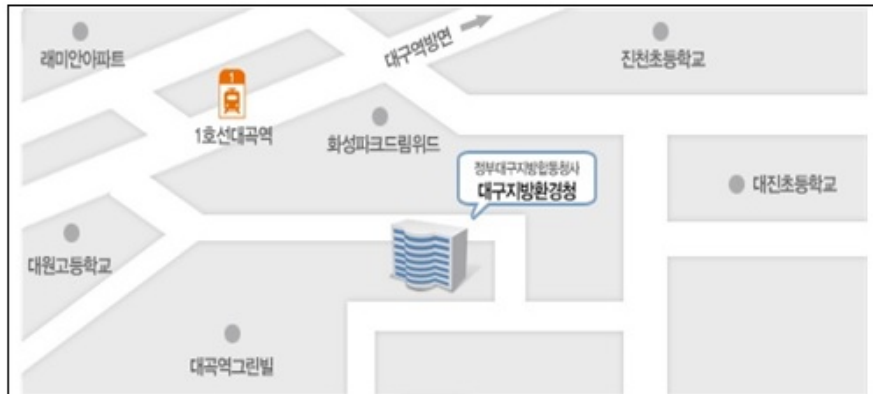 래미안아파트
대구역방면
진천초등학교
1
1호선대곡역
화성파크드림위드
정부대구지방합동청사
대구지방환경청
대진초등학교
대원고등학교
대곡역그린빌